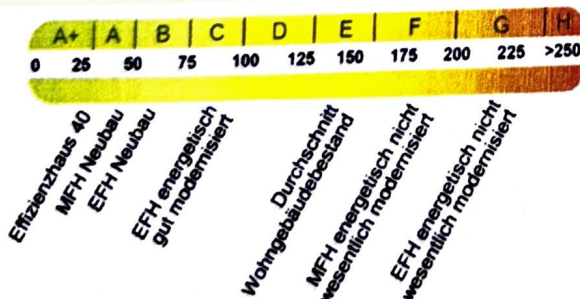 A+ A B C D E F G H
0 25 50 75 100 125 150 175 200 225 >250
Effizienzhaus 40
MFH Neubau
EFH Neubau
EFH energetisch
gut modernisiert
Durchschnitt
Wohngebäudebestand
MFH energetisch nicht
wesentlich modernisiert
EFH energetisch nicht
wesentlich modernisiert